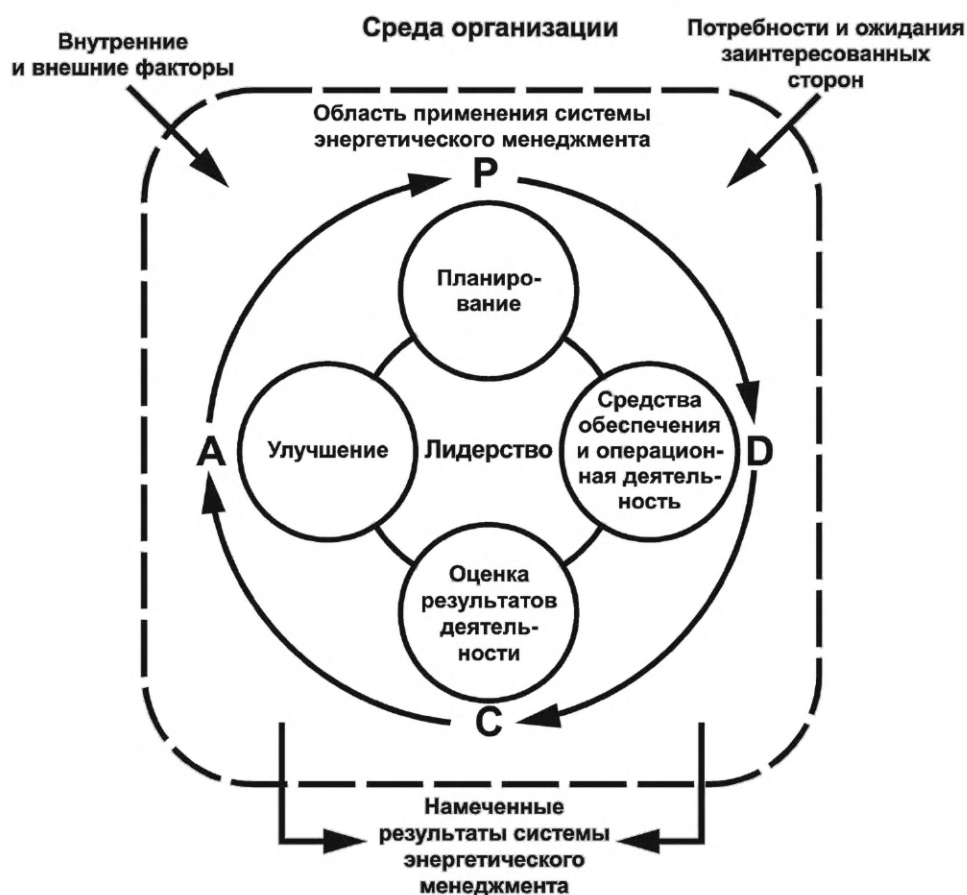 Среда организации
Внутренние
и внешние факторы
Потребности и ожидания
заинтересованных
сторон
Область применения системы
энергетического менеджмента
P
Планиро-
вание
A
Улучшение
Лидерство
Средства
обеспечения
и операцион-
ная деятель-
ность
D
Оценка
результатов
деятель-
ности
C
Намеченные
результаты системы
энергетического
менеджмента